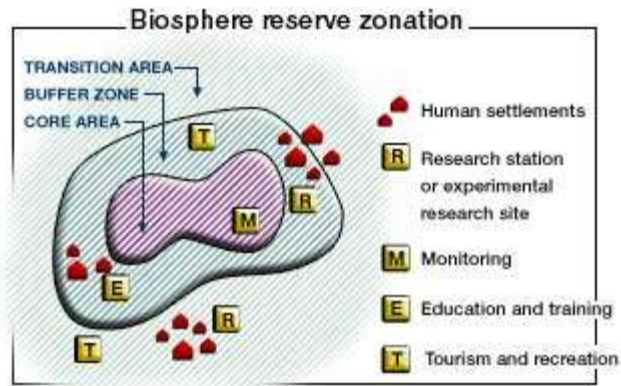 Biosphere reserve zonation
TRANSITION AREA
BUFFER ZONE
CORE AREA
T
R
M
E
R
T
Human settlements
R Research station
or experimental
research site
M Monitoring
E Education and training
T Tourism and recreation